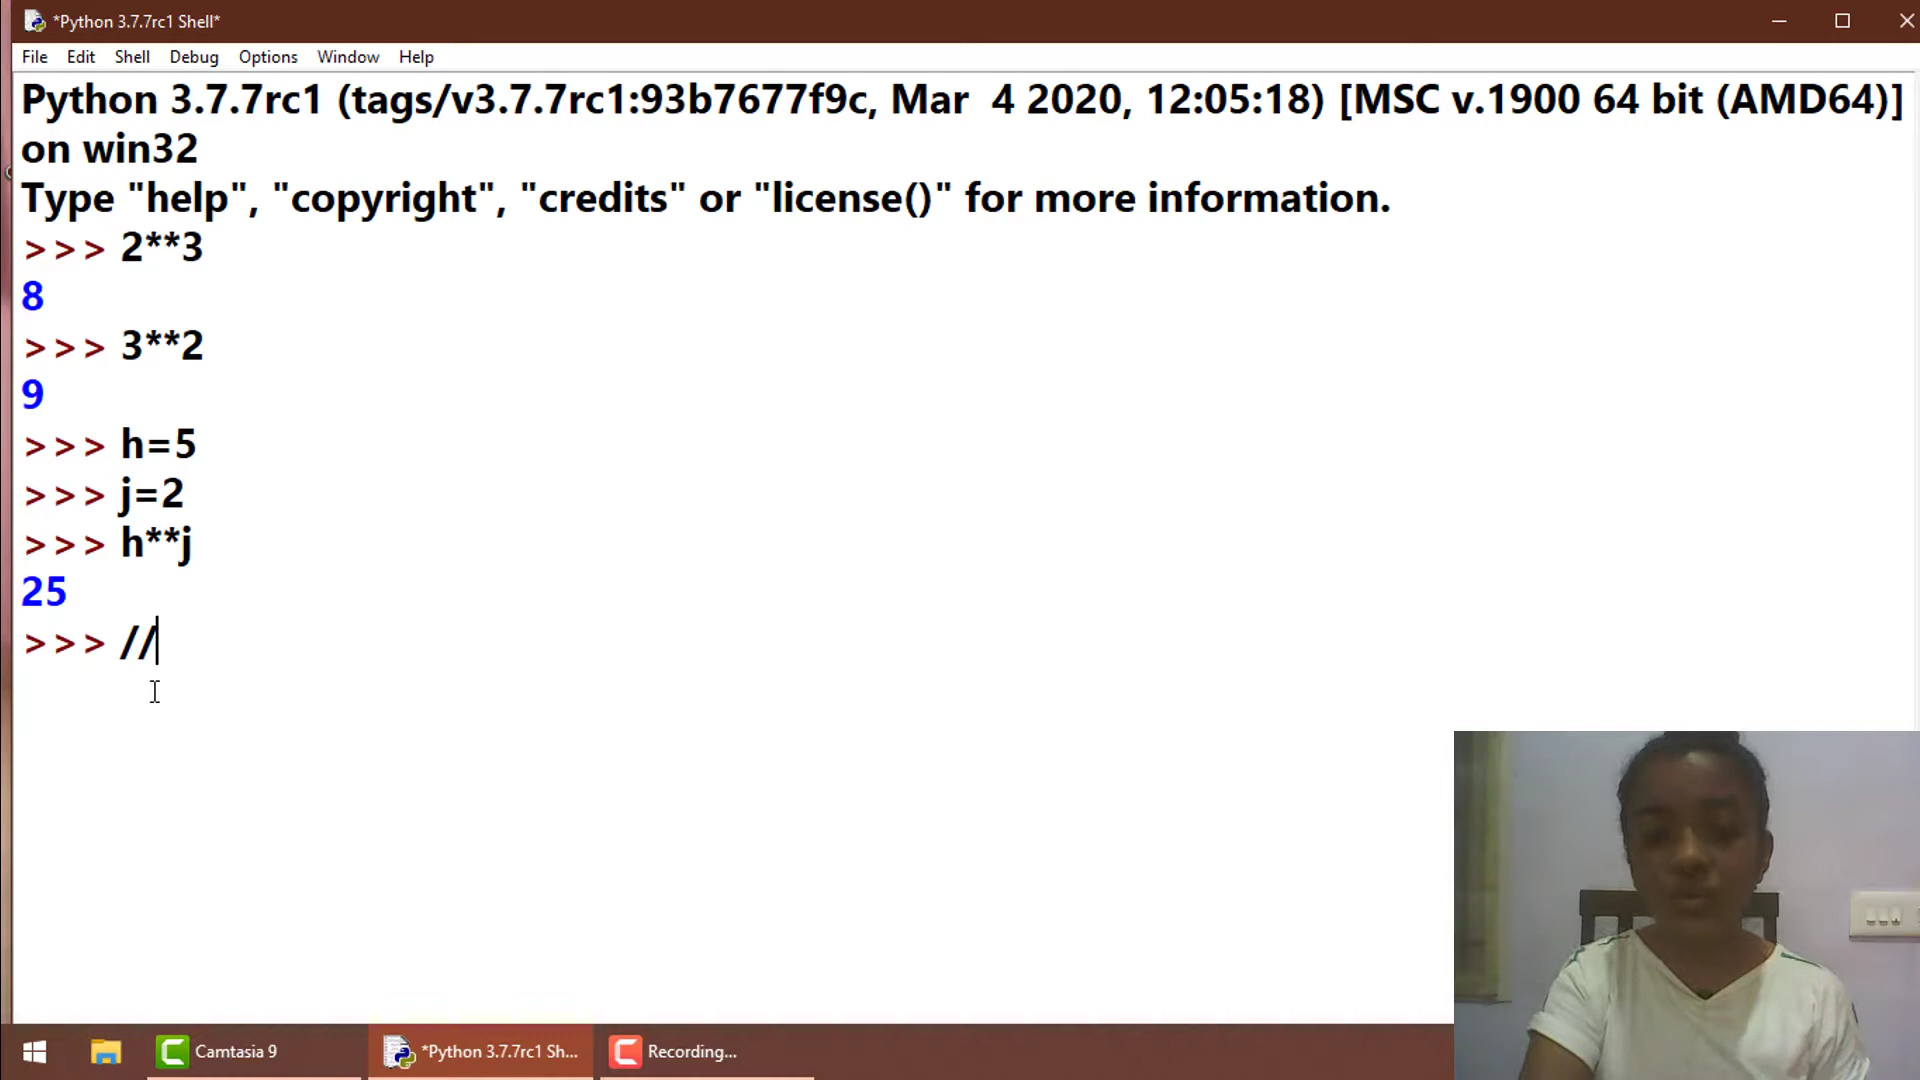 *Python 3.7.7rc1 Shell*
File Edit Shell Debug Options Window Help
Python 3.7.7rc1 (tags/v3.7.7rc1:93b7677f9c, Mar  4 2020, 12:05:18) [MSC v.1900 64 bit (AMD64)]
on win32
Type "help", "copyright", "credits" or "license()" for more information.
>>> 2**3
8
>>> 3**2
9
>>> h=5
>>> j=2
>>> h**j
25
>>> //
Camtasia 9 *Python 3.7.7rc1 Sh... Recording...